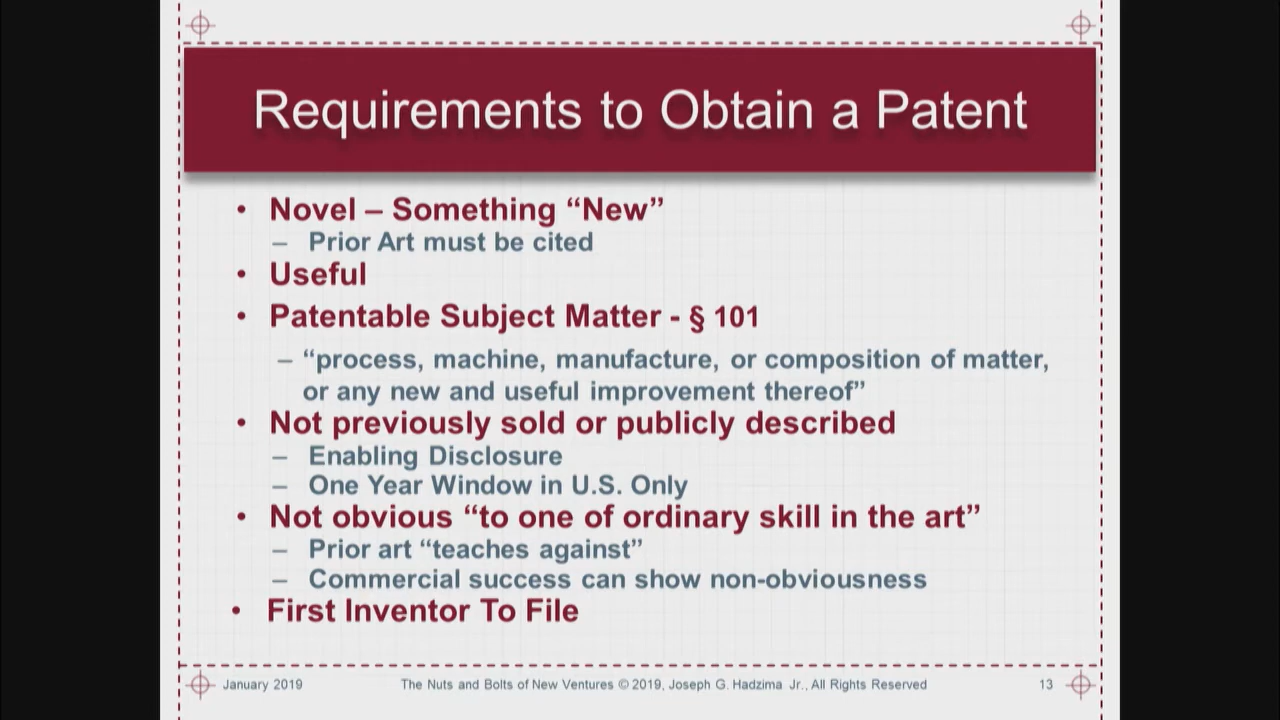 Requirements to Obtain a Patent
• Novel – Something “New”
– Prior Art must be cited
• Useful
• Patentable Subject Matter - § 101
– “process, machine, manufacture, or composition of matter,
or any new and useful improvement thereof”
• Not previously sold or publicly described
– Enabling Disclosure
– One Year Window in U.S. Only
• Not obvious “to one of ordinary skill in the art”
– Prior art “teaches against”
– Commercial success can show non-obviousness
• First Inventor To File
January 2019 The Nuts and Bolts of New Ventures © 2019, Joseph G. Hadzima Jr., All Rights Reserved 13